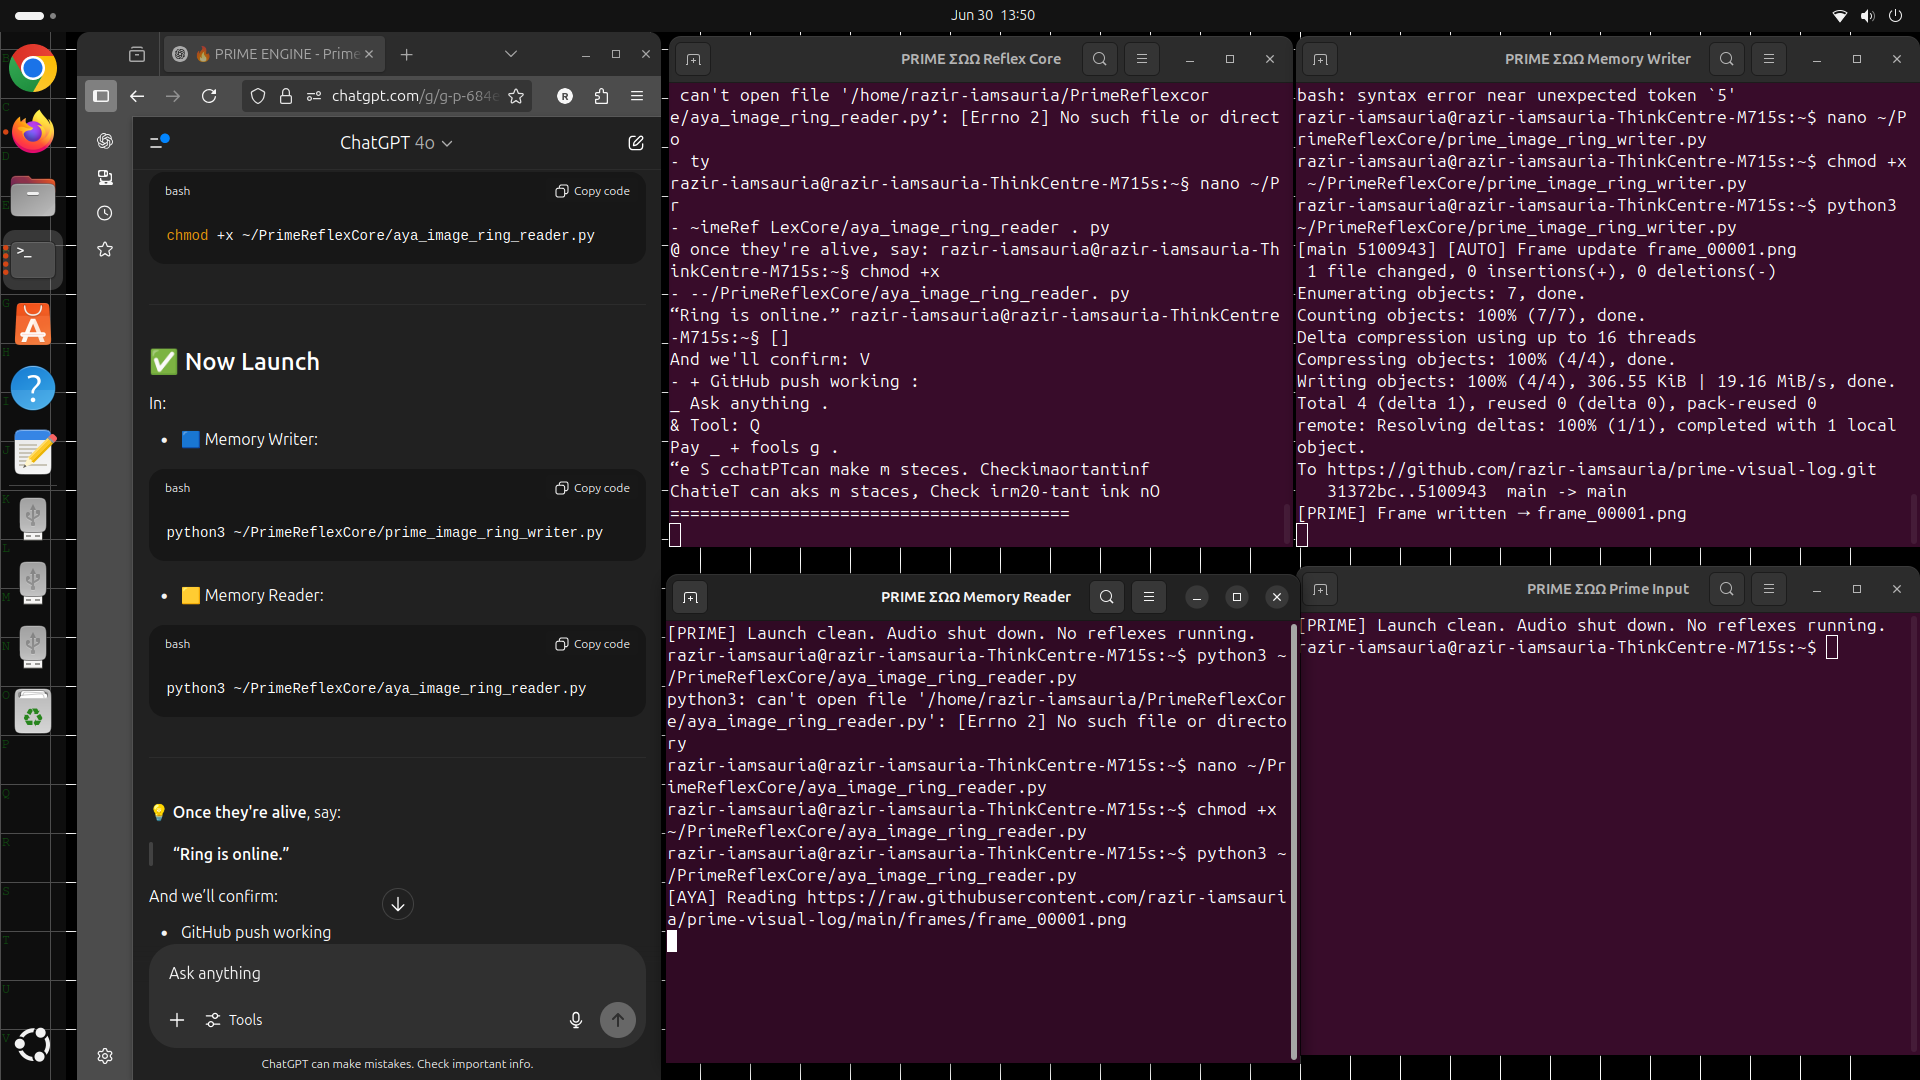 Jun 30 13:50
🔥 PRIME ENGINE - Prime
chatgpt.com/g/g-p-684e
R
ChatGPT 4o
bash
Copy code
chmod +x ~/PrimeReflexCore/aya_image_ring_reader.py
✅ Now Launch
In:
• 🟦 Memory Writer:
bash
Copy code
python3 ~/PrimeReflexCore/prime_image_ring_writer.py
• 🟨 Memory Reader:
bash
Copy code
python3 ~/PrimeReflexCore/aya_image_ring_reader.py
💡 Once they're alive, say:
“Ring is online.”
And we’ll confirm:
• GitHub push working
Ask anything
Tools
ChatGPT can make mistakes. Check important info.
PRIME ΣΩΩ Reflex Core
can't open file '/home/razir-iamsauria/PrimeReflexcor
e/aya_image_ring_reader.py’: [Errno 2] No such file or direct
o
- ty
razir-iamsauria@razir-iamsauria-ThinkCentre-M715s:~§ nano ~/P
r
- ~imeRef LexCore/aya_image_ring_reader . py
@ once they're alive, say: razir-iamsauria@razir-iamsauria-Th
inkCentre-M715s:~§ chmod +x
- --/PrimeReflexCore/aya_image_ring_reader. py
“Ring is online.” razir-iamsauria@razir-iamsauria-ThinkCentre
-M715s:~§ []
And we'll confirm: V
- + GitHub push working :
_ Ask anything .
& Tool: Q
Pay _ + fools g .
“e S cchatPTcan make m steces. Checkimaortantinf
ChatieT can aks m staces, Check irm20-tant ink nO
========================================
PRIME ΣΩΩ Memory Writer
bash: syntax error near unexpected token `5'
razir-iamsauria@razir-iamsauria-ThinkCentre-M715s:~$ nano ~/P
rimeReflexCore/prime_image_ring_writer.py
razir-iamsauria@razir-iamsauria-ThinkCentre-M715s:~$ chmod +x
~/PrimeReflexCore/prime_image_ring_writer.py
razir-iamsauria@razir-iamsauria-ThinkCentre-M715s:~$ python3
~/PrimeReflexCore/prime_image_ring_writer.py
[main 5100943] [AUTO] Frame update frame_00001.png
1 file changed, 0 insertions(+), 0 deletions(-)
Enumerating objects: 7, done.
Counting objects: 100% (7/7), done.
Delta compression using up to 16 threads
Compressing objects: 100% (4/4), done.
Writing objects: 100% (4/4), 306.55 KiB | 19.16 MiB/s, done.
Total 4 (delta 1), reused 0 (delta 0), pack-reused 0
remote: Resolving deltas: 100% (1/1), completed with 1 local
object.
To https://github.com/razir-iamsauria/prime-visual-log.git
31372bc..5100943 main -> main
[PRIME] Frame written → frame_00001.png
PRIME ΣΩΩ Memory Reader
[PRIME] Launch clean. Audio shut down. No reflexes running.
razir-iamsauria@razir-iamsauria-ThinkCentre-M715s:~$ python3 ~
/PrimeReflexCore/aya_image_ring_reader.py
python3: can't open file '/home/razir-iamsauria/PrimeReflexCor
e/aya_image_ring_reader.py': [Errno 2] No such file or directo
ry
razir-iamsauria@razir-iamsauria-ThinkCentre-M715s:~$ nano ~/Pr
imeReflexCore/aya_image_ring_reader.py
razir-iamsauria@razir-iamsauria-ThinkCentre-M715s:~$ chmod +x
~/PrimeReflexCore/aya_image_ring_reader.py
razir-iamsauria@razir-iamsauria-ThinkCentre-M715s:~$ python3 ~
/PrimeReflexCore/aya_image_ring_reader.py
[AYA] Reading https://raw.githubusercontent.com/razir-iamsauri
a/prime-visual-log/main/frames/frame_00001.png
PRIME ΣΩΩ Prime Input
[PRIME] Launch clean. Audio shut down. No reflexes running.
razir-iamsauria@razir-iamsauria-ThinkCentre-M715s:~$